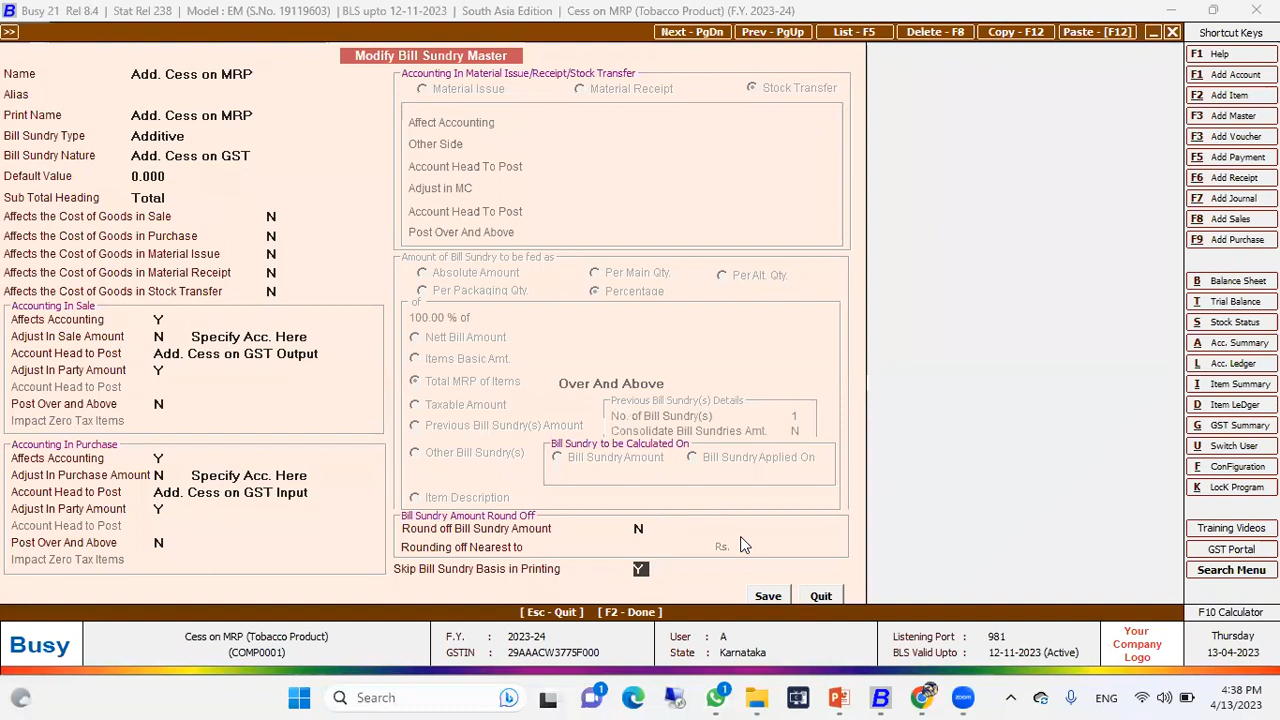 Busy 21 Rel 8.4 | Stat Rel 238 | Model : EM (S.No. 19119603) | BLS upto 12-11-2023 | South Asia Edition | Cess on MRP (Tobacco Product) (F.Y. 2023-24)
>> Next - PgDn Prev - PgUp List - F5 Delete - F8 Copy - F12 Paste - [F12] Shortcut Keys
Modify Bill Sundry Master
Name Add. Cess on MRP
Alias
Print Name Add. Cess on MRP
Bill Sundry Type Additive
Bill Sundry Nature Add. Cess on GST
Default Value 0.000
Sub Total Heading Total
Affects the Cost of Goods in Sale N
Affects the Cost of Goods in Purchase N
Affects the Cost of Goods in Material Issue N
Affects the Cost of Goods in Material Receipt N
Affects the Cost of Goods in Stock Transfer N
Accounting In Sale
Affects Accounting Y
Adjust In Sale Amount N Specify Acc. Here
Account Head to Post Add. Cess on GST Output
Adjust In Party Amount Y
Account Head to Post
Post Over and Above N
Impact Zero Tax Items
Accounting In Purchase
Affects Accounting Y
Adjust In Purchase Amount N Specify Acc. Here
Account Head to Post Add. Cess on GST Input
Adjust In Party Amount Y
Account Head to Post
Post Over And Above N
Impact Zero Tax Items
Accounting In Material Issue/Receipt/Stock Transfer
Material Issue Material Receipt Stock Transfer
Affect Accounting
Other Side
Account Head To Post
Adjust in MC
Account Head To Post
Post Over And Above
Amount of Bill Sundry to be fed as
Absolute Amount Per Main Qty. Per Alt. Qty.
Per Packaging Qty. Percentage
of
100.00 % of
Nett Bill Amount
Items Basic Amt.
Total MRP of Items Over And Above
Taxable Amount
Previous Bill Sundry(s) Amount
Other Bill Sundry(s)
Item Description
Previous Bill Sundry(s) Details
No. of Bill Sundry(s) 1
Consolidate Bill Sundries Amt. N
Bill Sundry to be Calculated On
Bill Sundry Amount Bill Sundry Applied On
Bill Sundry Amount Round Off
Round off Bill Sundry Amount N
Rounding off Nearest to Rs.
Skip Bill Sundry Basis in Printing Y
Save Quit
[ Esc - Quit ] [ F2 - Done ]
F1 Help
F1 Add Account
F2 Add Item
F3 Add Master
F3 Add Voucher
F5 Add Payment
F6 Add Receipt
F7 Add Journal
F8 Add Sales
F9 Add Purchase
B Balance Sheet
T Trial Balance
S Stock Status
A Acc. Summary
L Acc. Ledger
I Item Summary
D Item LeDger
G GST Summary
U Switch User
F ConFiguration
K LocK Program
Training Videos
GST Portal
Search Menu
F10 Calculator
Busy
Cess on MRP (Tobacco Product)
(COMP0001)
F.Y. : 2023-24
GSTIN : 29AAACW3775F000
User : A
State : Karnataka
Listening Port : 981
BLS Valid Upto : 12-11-2023 (Active)
Your
Company
Logo
Thursday
13-04-2023
Search
1
1
ENG
4:38 PM
4/13/2023